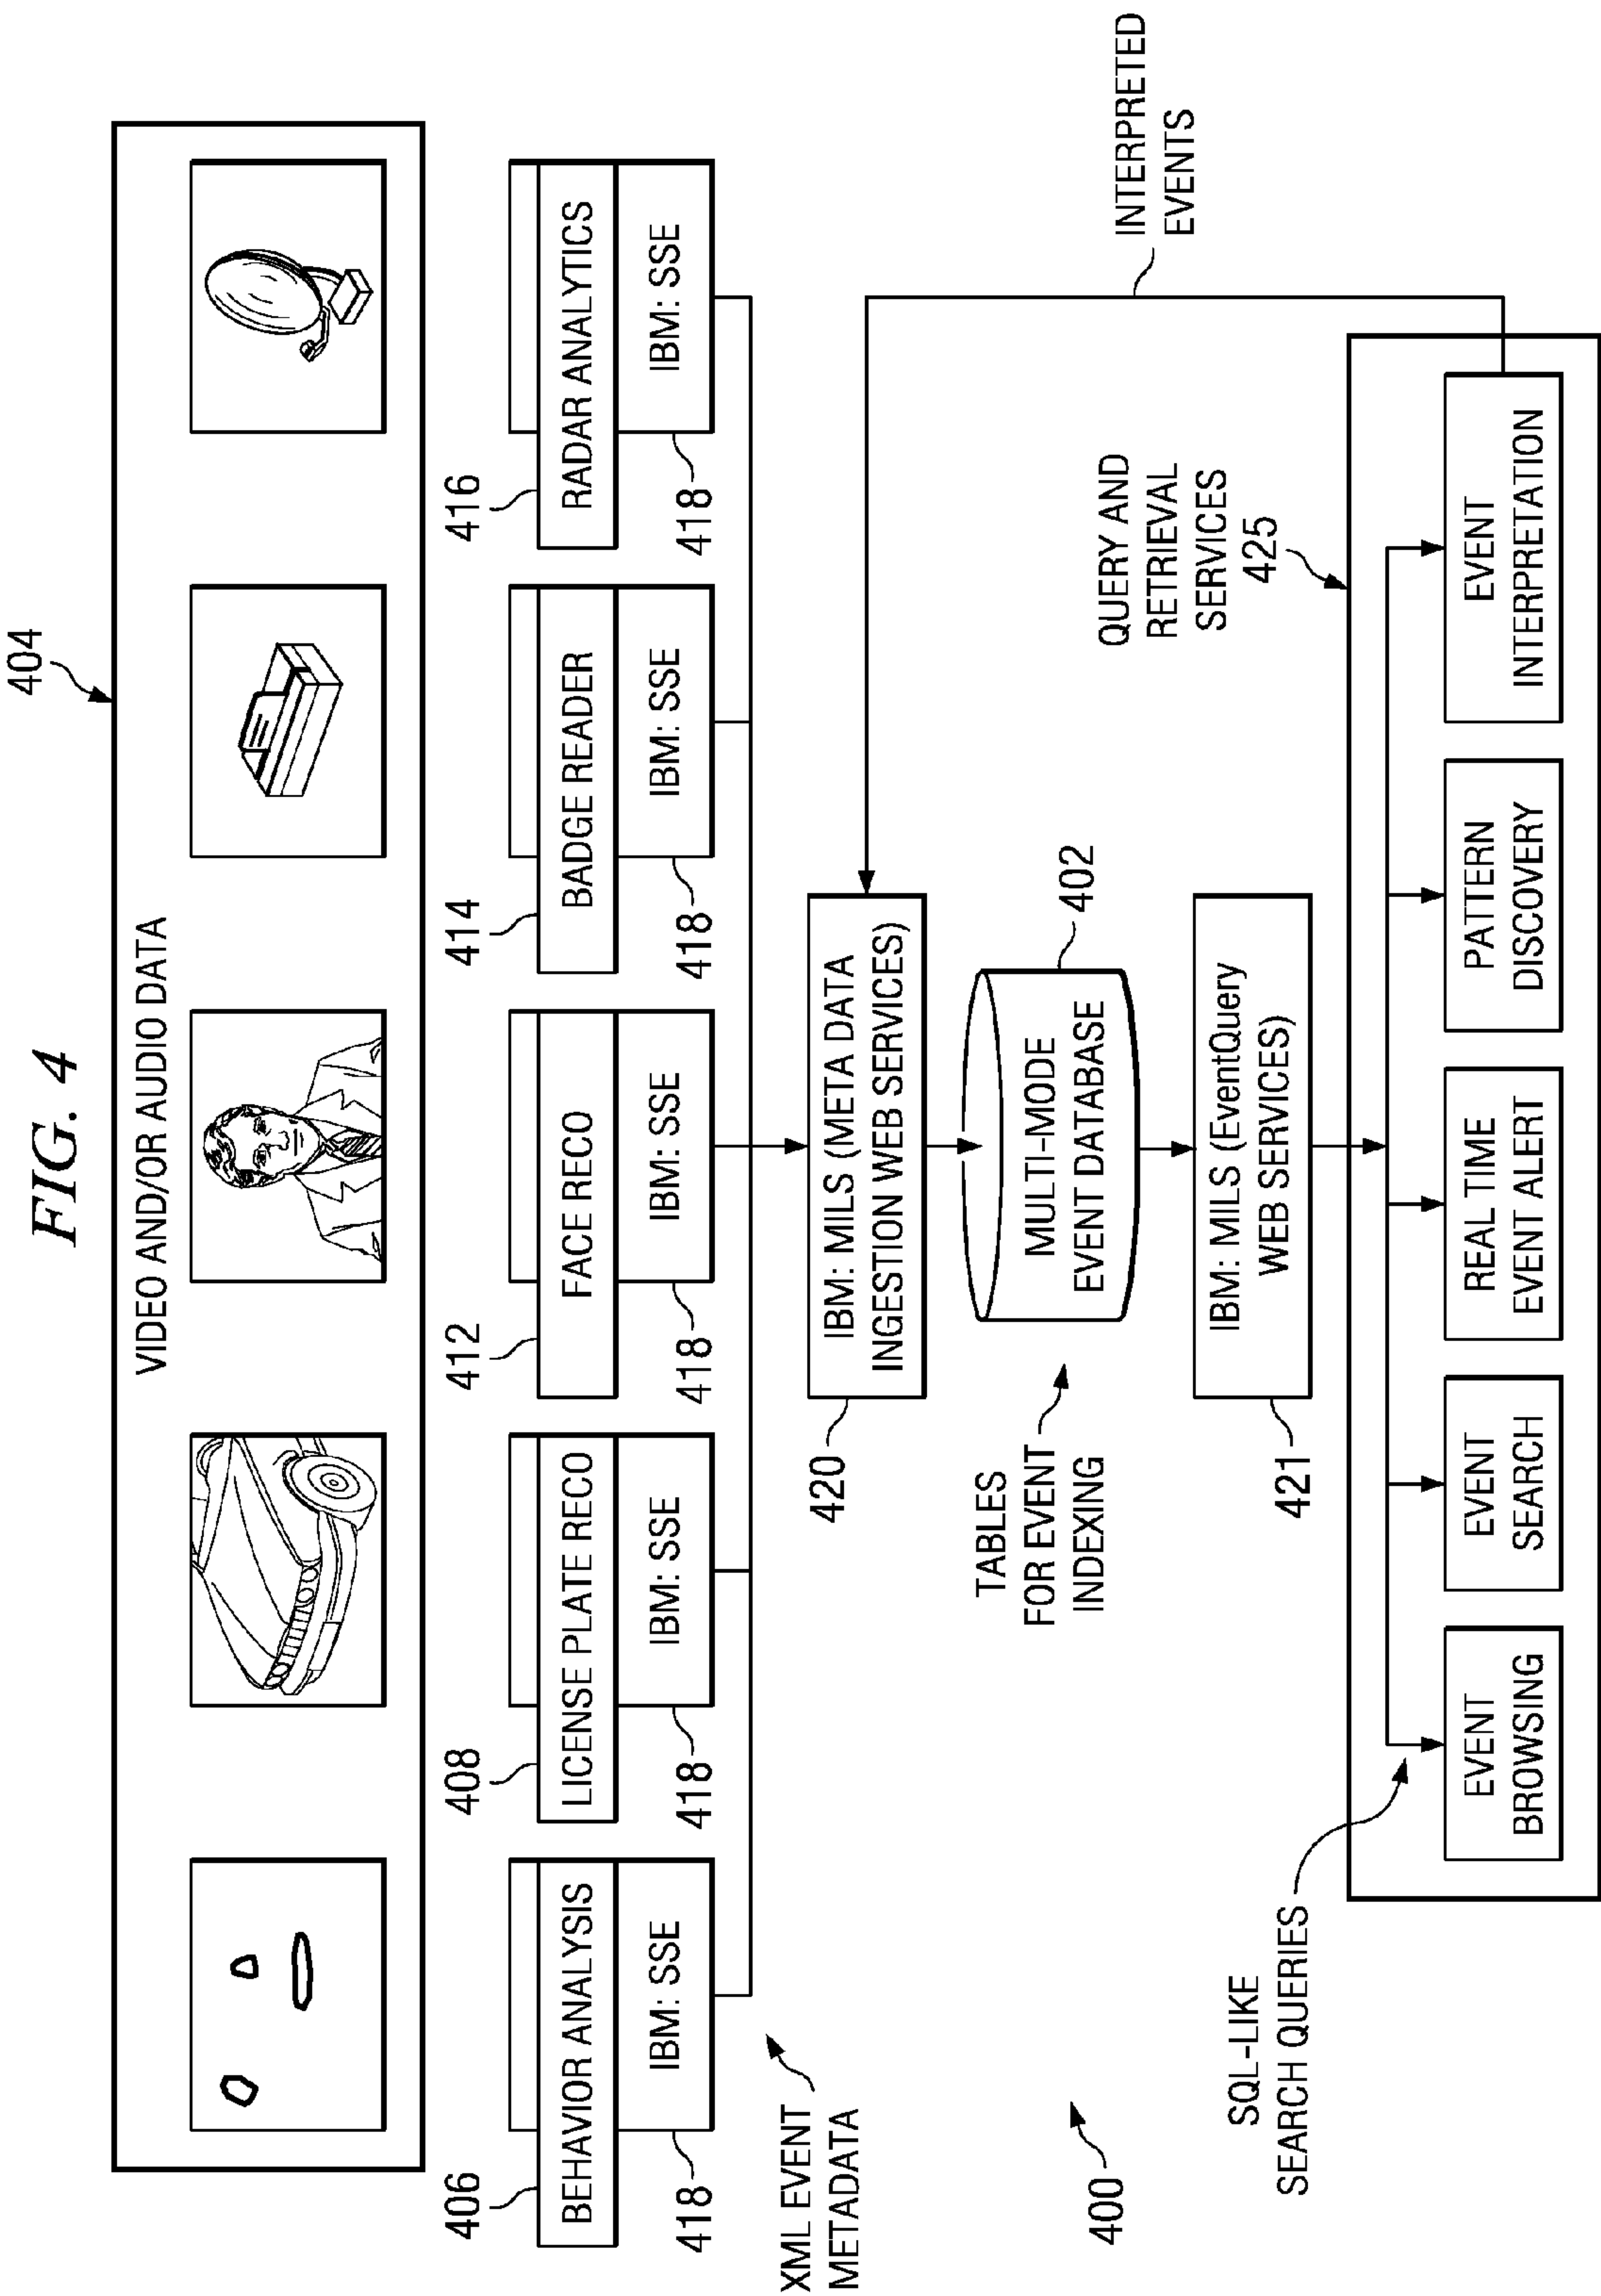 FIG. 4
404
VIDEO AND/OR AUDIO DATA
406
BEHAVIOR ANALYSIS
IBM: SSE
418
408
LICENSE PLATE RECO
IBM: SSE
418
412
FACE RECO
IBM: SSE
418
414
BADGE READER
IBM: SSE
418
416
RADAR ANALYTICS
IBM: SSE
418
XML EVENT
METADATA
420
IBM: MILS (META DATA
INGESTION WEB SERVICES)
TABLES
FOR EVENT
INDEXING
MULTI-MODE
EVENT DATABASE
402
INTERPRETED
EVENTS
400
421
IBM: MILS (EventQuery
WEB SERVICES)
QUERY AND
RETRIEVAL
SERVICES
425
SQL-LIKE
SEARCH QUERIES
EVENT
BROWSING
EVENT
SEARCH
REAL TIME
EVENT ALERT
PATTERN
DISCOVERY
EVENT
INTERPRETATION